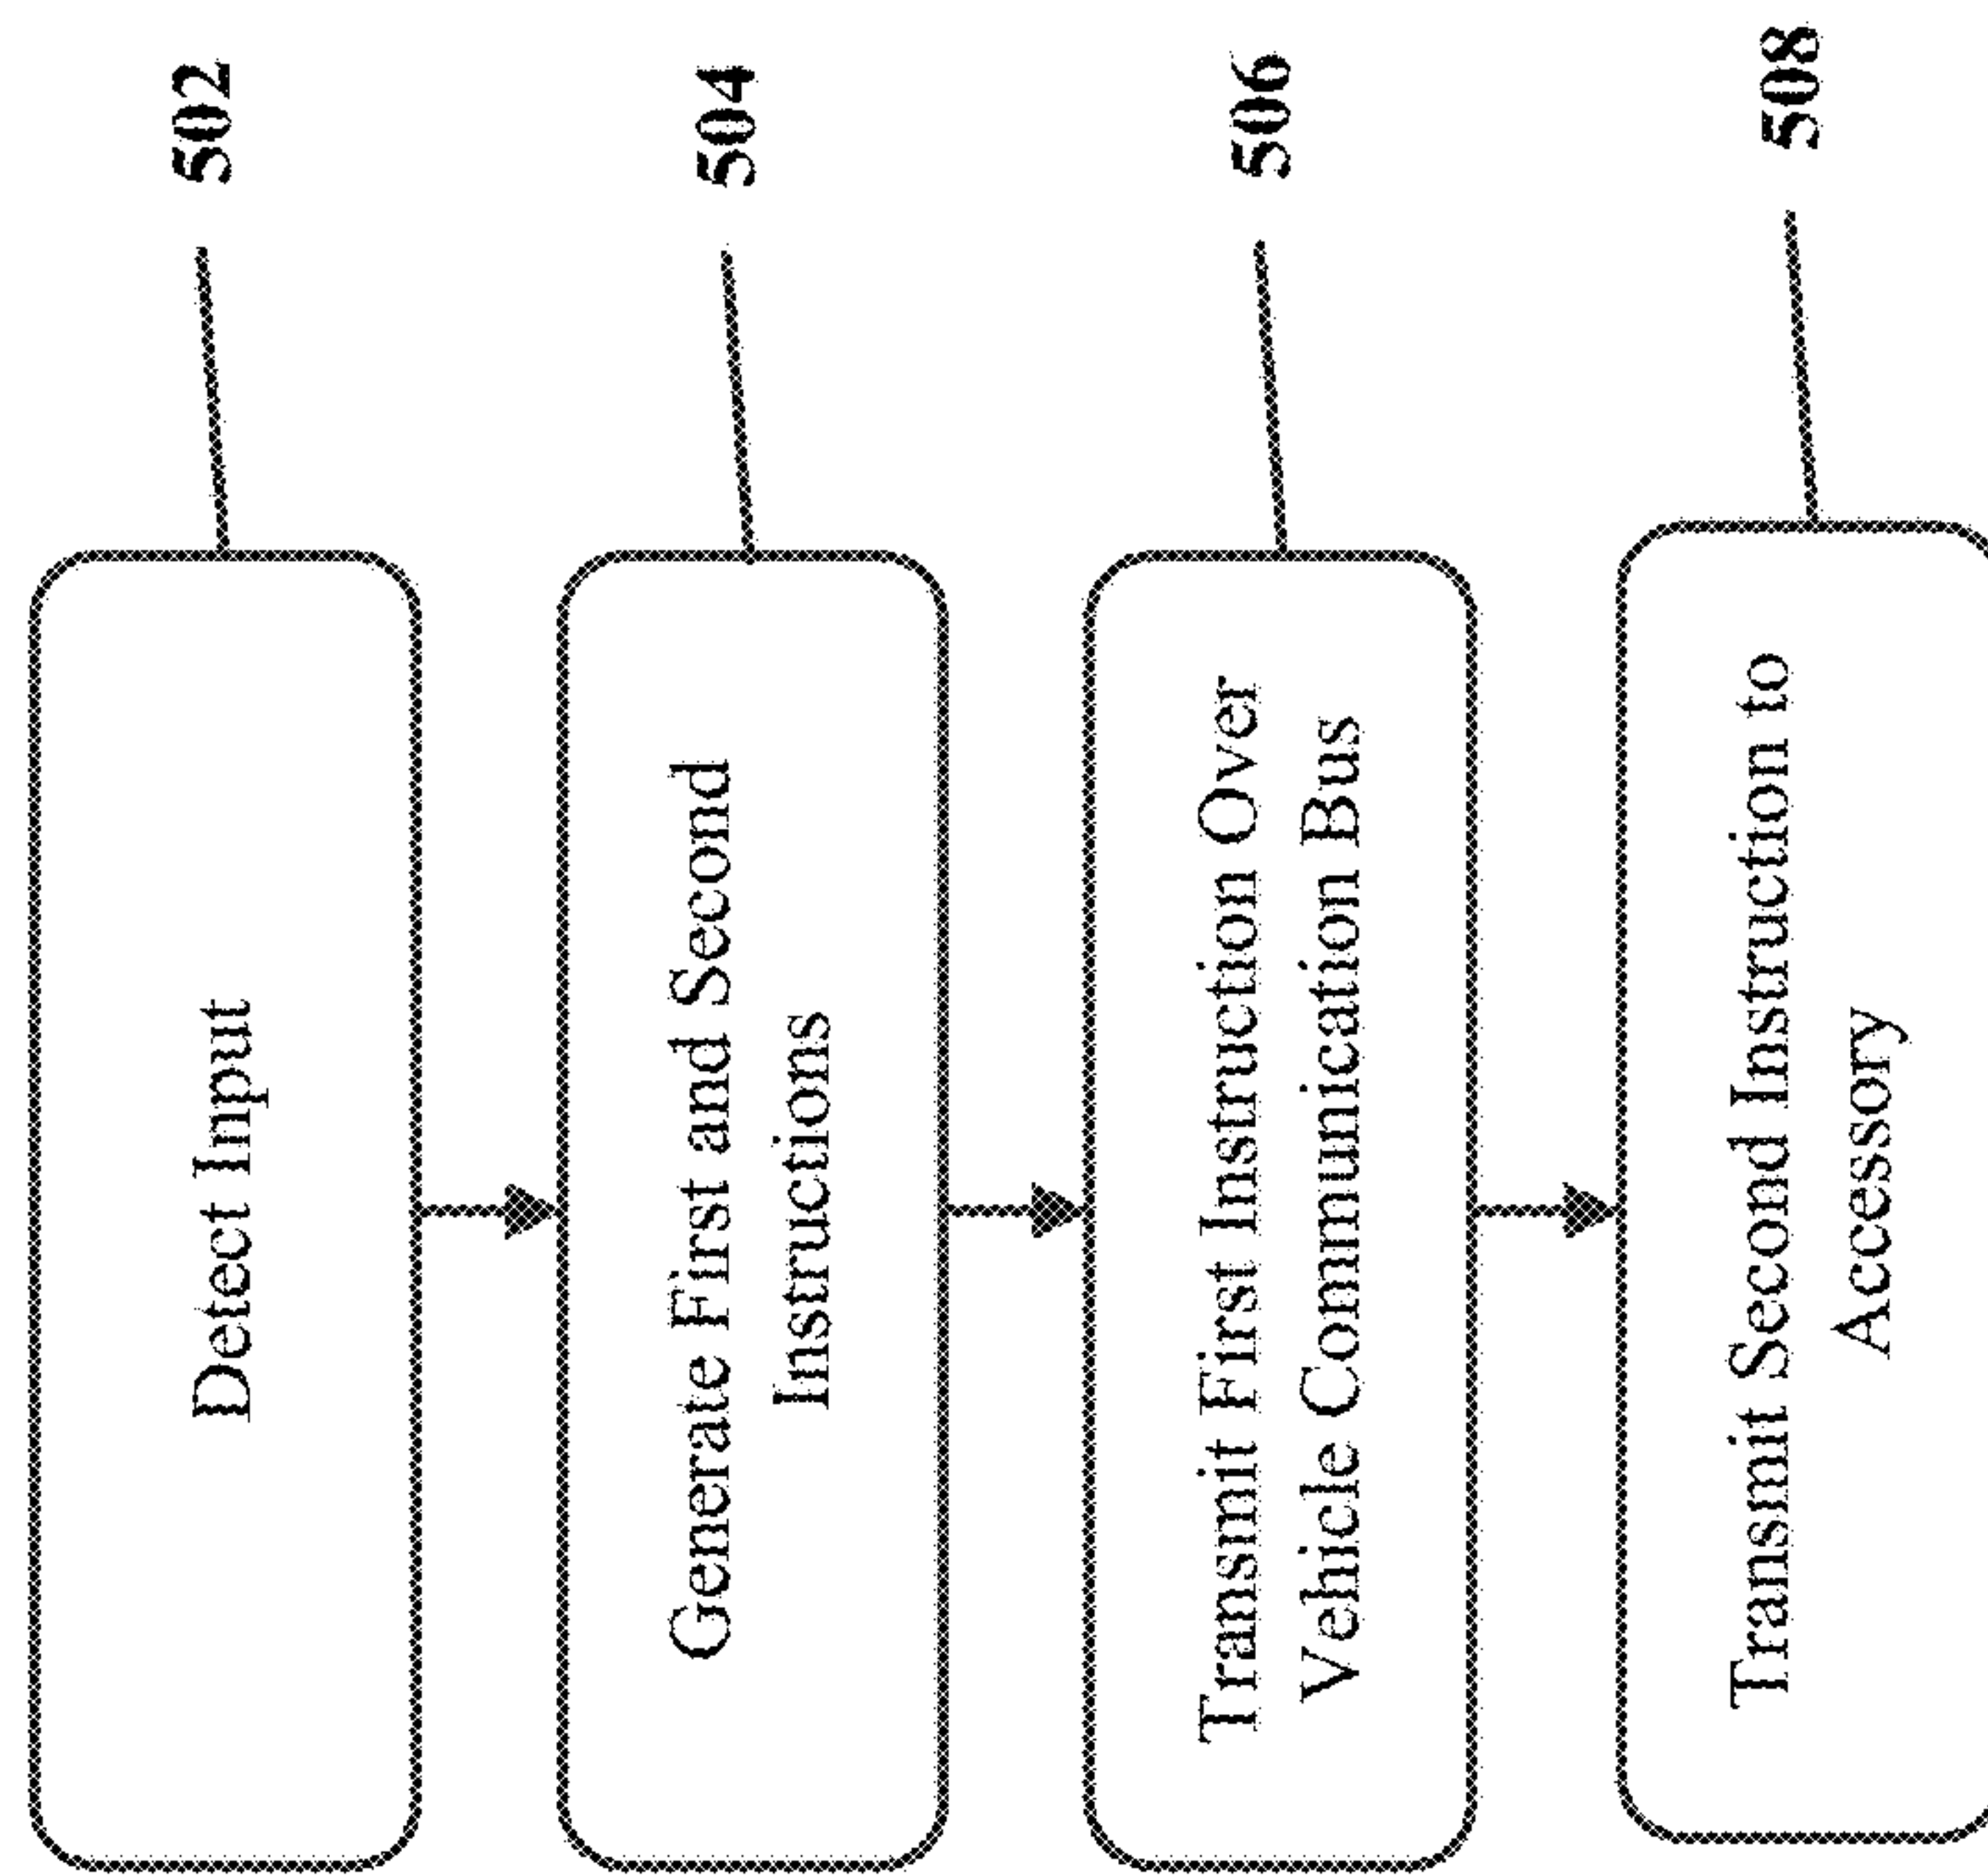 Detect Input
502
Generate First and Second
Instructions
504
Transmit First Instruction Over
Vehicle Communication Bus
506
Transmit Second Instruction to
Accessory
508